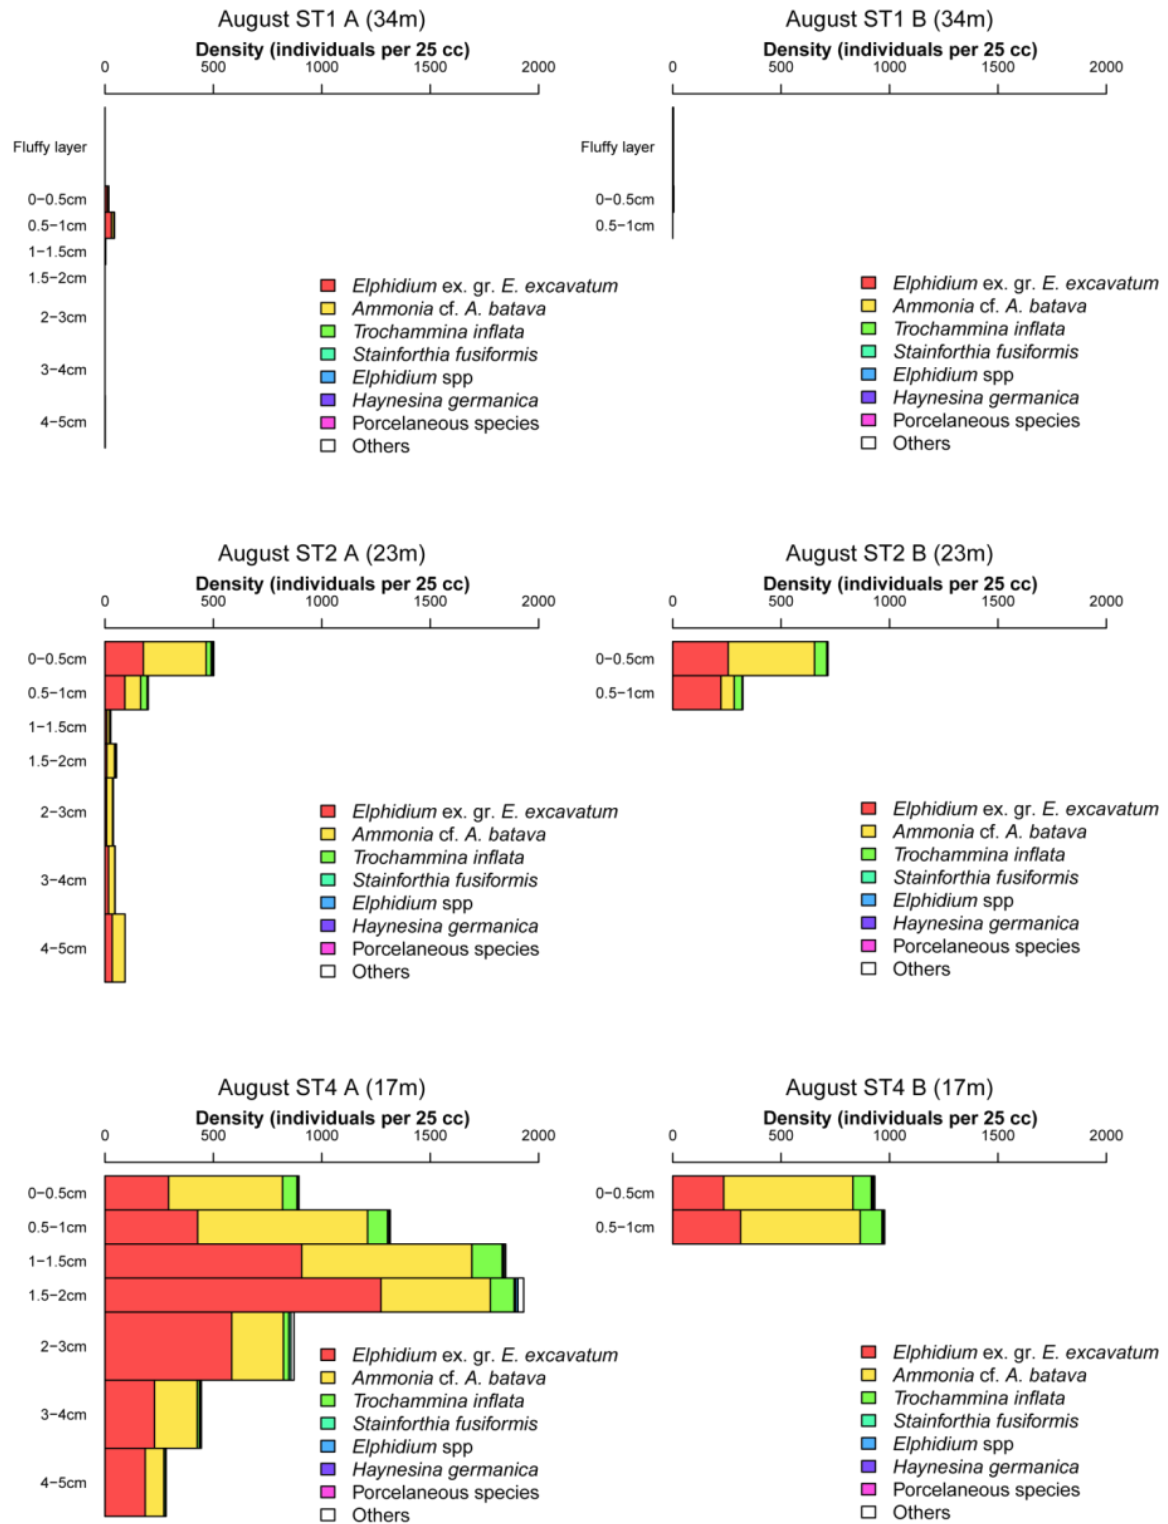 August ST1 A (34m)
Density (individuals per 25 cc)
0 500 1000 1500 2000
Fluffy layer
0−0.5cm
0.5−1cm
1−1.5cm
1.5−2cm
2−3cm
3−4cm
4−5cm
Elphidium ex. gr. E. excavatum
Ammonia cf. A. batava
Trochammina inflata
Stainforthia fusiformis
Elphidium spp
Haynesina germanica
Porcelaneous species
Others
August ST1 B (34m)
Density (individuals per 25 cc)
0 500 1000 1500 2000
Fluffy layer
0−0.5cm
0.5−1cm
Elphidium ex. gr. E. excavatum
Ammonia cf. A. batava
Trochammina inflata
Stainforthia fusiformis
Elphidium spp
Haynesina germanica
Porcelaneous species
Others
August ST2 A (23m)
Density (individuals per 25 cc)
0 500 1000 1500 2000
0−0.5cm
0.5−1cm
1−1.5cm
1.5−2cm
2−3cm
3−4cm
4−5cm
Elphidium ex. gr. E. excavatum
Ammonia cf. A. batava
Trochammina inflata
Stainforthia fusiformis
Elphidium spp
Haynesina germanica
Porcelaneous species
Others
August ST2 B (23m)
Density (individuals per 25 cc)
0 500 1000 1500 2000
0−0.5cm
0.5−1cm
Elphidium ex. gr. E. excavatum
Ammonia cf. A. batava
Trochammina inflata
Stainforthia fusiformis
Elphidium spp
Haynesina germanica
Porcelaneous species
Others
August ST4 A (17m)
Density (individuals per 25 cc)
0 500 1000 1500 2000
0−0.5cm
0.5−1cm
1−1.5cm
1.5−2cm
2−3cm
3−4cm
4−5cm
Elphidium ex. gr. E. excavatum
Ammonia cf. A. batava
Trochammina inflata
Stainforthia fusiformis
Elphidium spp
Haynesina germanica
Porcelaneous species
Others
August ST4 B (17m)
Density (individuals per 25 cc)
0 500 1000 1500 2000
0−0.5cm
0.5−1cm
Elphidium ex. gr. E. excavatum
Ammonia cf. A. batava
Trochammina inflata
Stainforthia fusiformis
Elphidium spp
Haynesina germanica
Porcelaneous species
Others